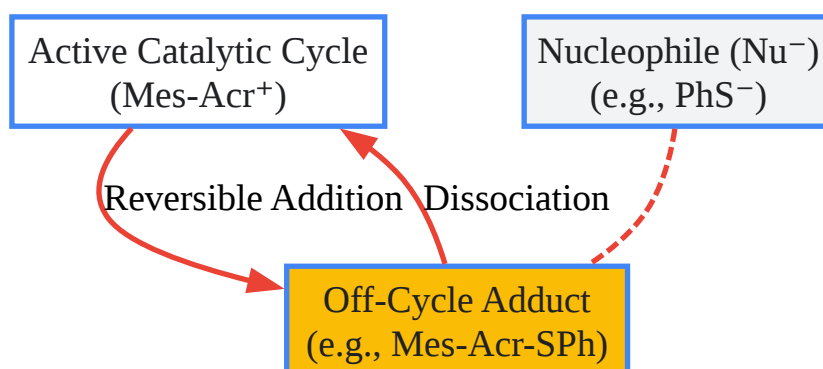 Active Catalytic Cycle
(Mes-Acr⁺)
Nucleophile (Nu⁻)
(e.g., PhS⁻)
Reversible Addition
Dissociation
Off-Cycle Adduct
(e.g., Mes-Acr-SPh)